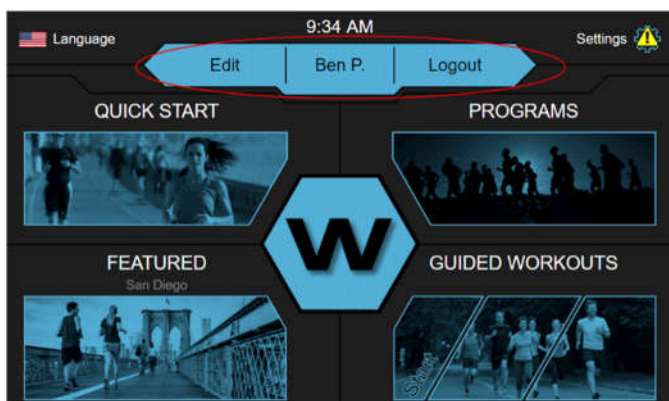 9:34 AM
Language
Settings
Edit Ben P. Logout
QUICK START
PROGRAMS
W
FEATURED
San Diego
GUIDED WORKOUTS
Start